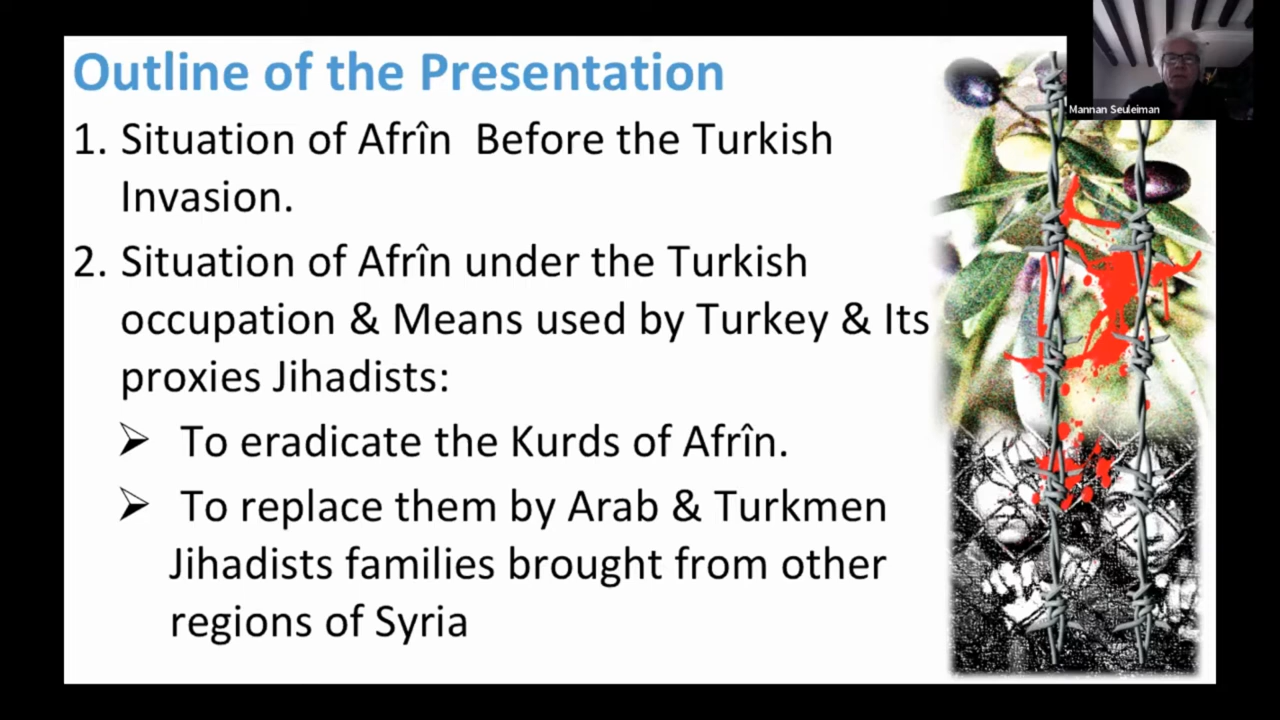 Outline of the Presentation
1. Situation of Afrîn Before the Turkish
Invasion.
2. Situation of Afrîn under the Turkish
occupation & Means used by Turkey & Its
proxies Jihadists:
➢ To eradicate the Kurds of Afrîn.
➢ To replace them by Arab & Turkmen
Jihadists families brought from other
regions of Syria
Mannan Seuleiman